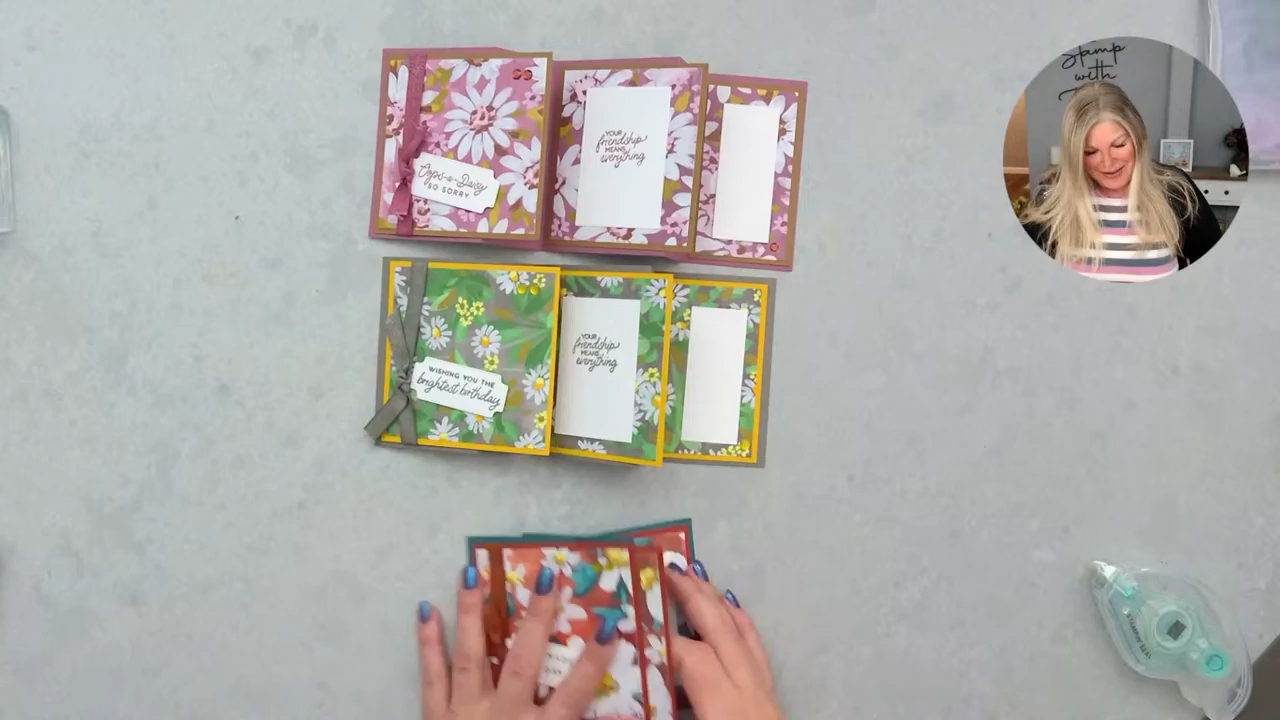 Stamp
with
YOUR
friendship
MEANS
everything
Oops-a-Daisy
SO SORRY
YOUR
friendship
MEANS
everything
WISHING YOU THE
brightest birthday